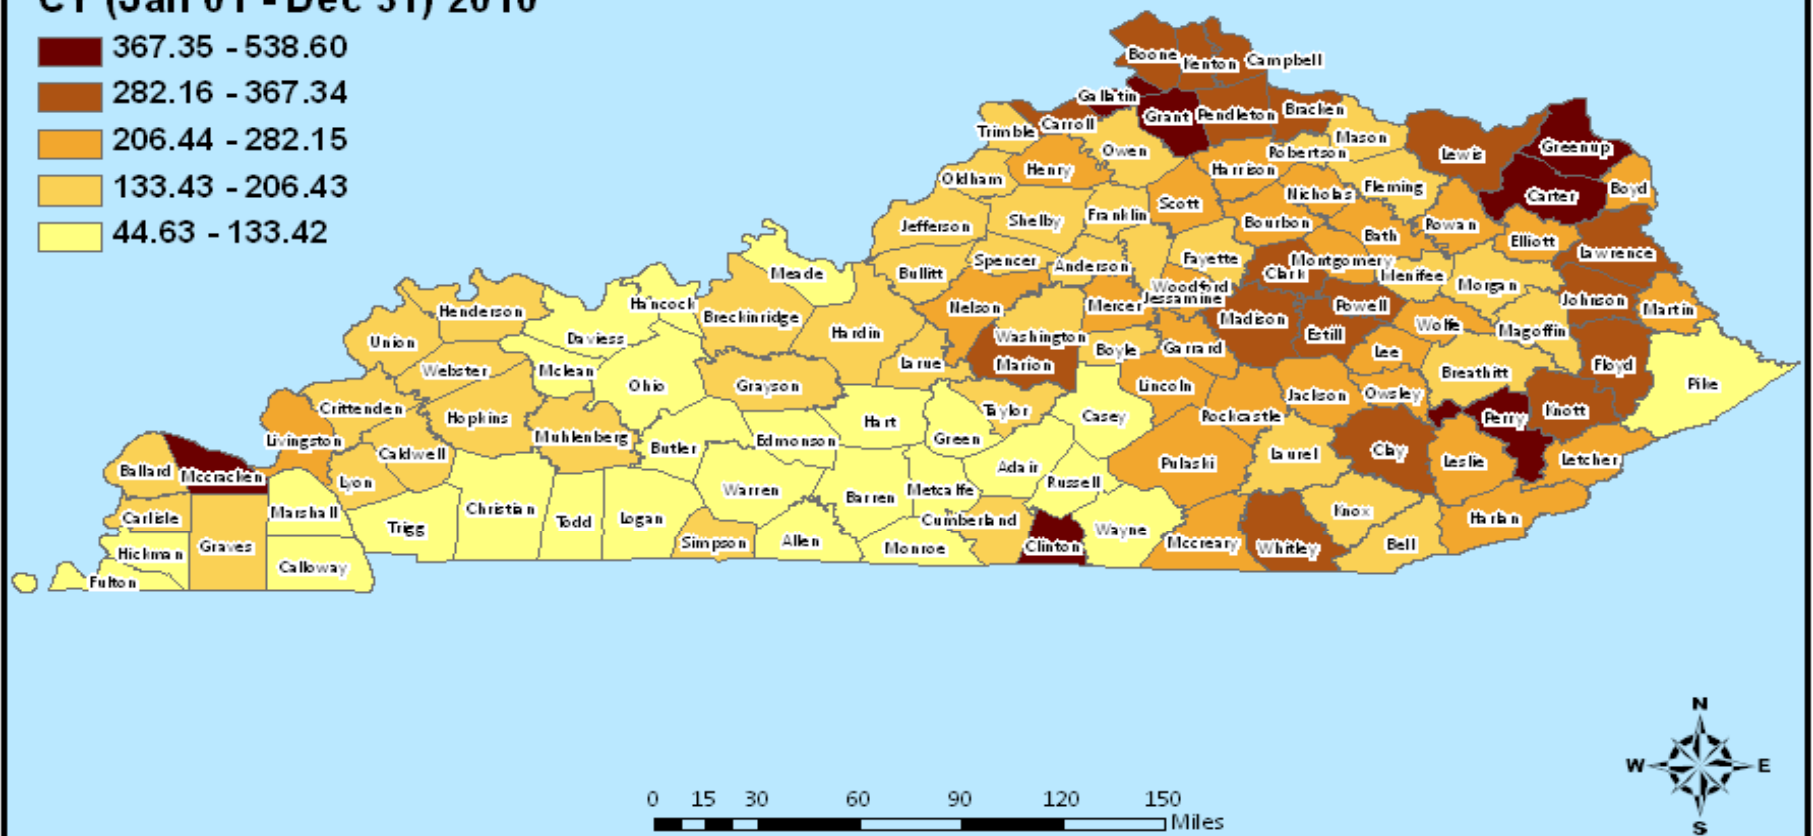 CT (Jan 01 - Dec 31) 2010
367.35 - 538.60
282.16 - 367.34
206.44 - 282.15
133.43 - 206.43
44.63 - 133.42
Boone
Kenton
Campbell
Gallatin
Grant
Pendleton
Bracken
Trimble
Carroll
Owen
Mason
Robertson
Lewis
Greenup
Oldham
Henry
Harrison
Nicholas
Fleming
Carter
Boyd
Jefferson
Shelby
Franklin
Scott
Bourbon
Bath
Rowan
Elliott
Lawrence
Meade
Bullitt
Spencer
Anderson
Fayette
Clark
Montgomery
Menifee
Morgan
Woodford
Jessamine
Hancock
Henderson
Breckinridge
Hardin
Nelson
Mercer
Madison
Powell
Johnson
Martin
Union
Daviess
Washington
Boyle
Garrard
Estill
Wolfe
Magoffin
Webster
Mclean
Ohio
Grayson
Larue
Marion
Lincoln
Lee
Breathitt
Floyd
Pike
Crittenden
Hopkins
Muhlenberg
Butler
Edmonson
Hart
Green
Taylor
Casey
Rockcastle
Jackson
Owsley
Perry
Knott
Livingston
Caldwell
Lyon
Ballard
Mccracken
Warren
Barren
Metcalfe
Adair
Russell
Pulaski
Laurel
Clay
Leslie
Letcher
Carlisle
Graves
Marshall
Trigg
Christian
Todd
Logan
Simpson
Allen
Monroe
Cumberland
Clinton
Wayne
Mccreary
Whitley
Knox
Bell
Harlan
Hickman
Fulton
Calloway
N
W
E
S
0 15 30 60 90 120 150
Miles